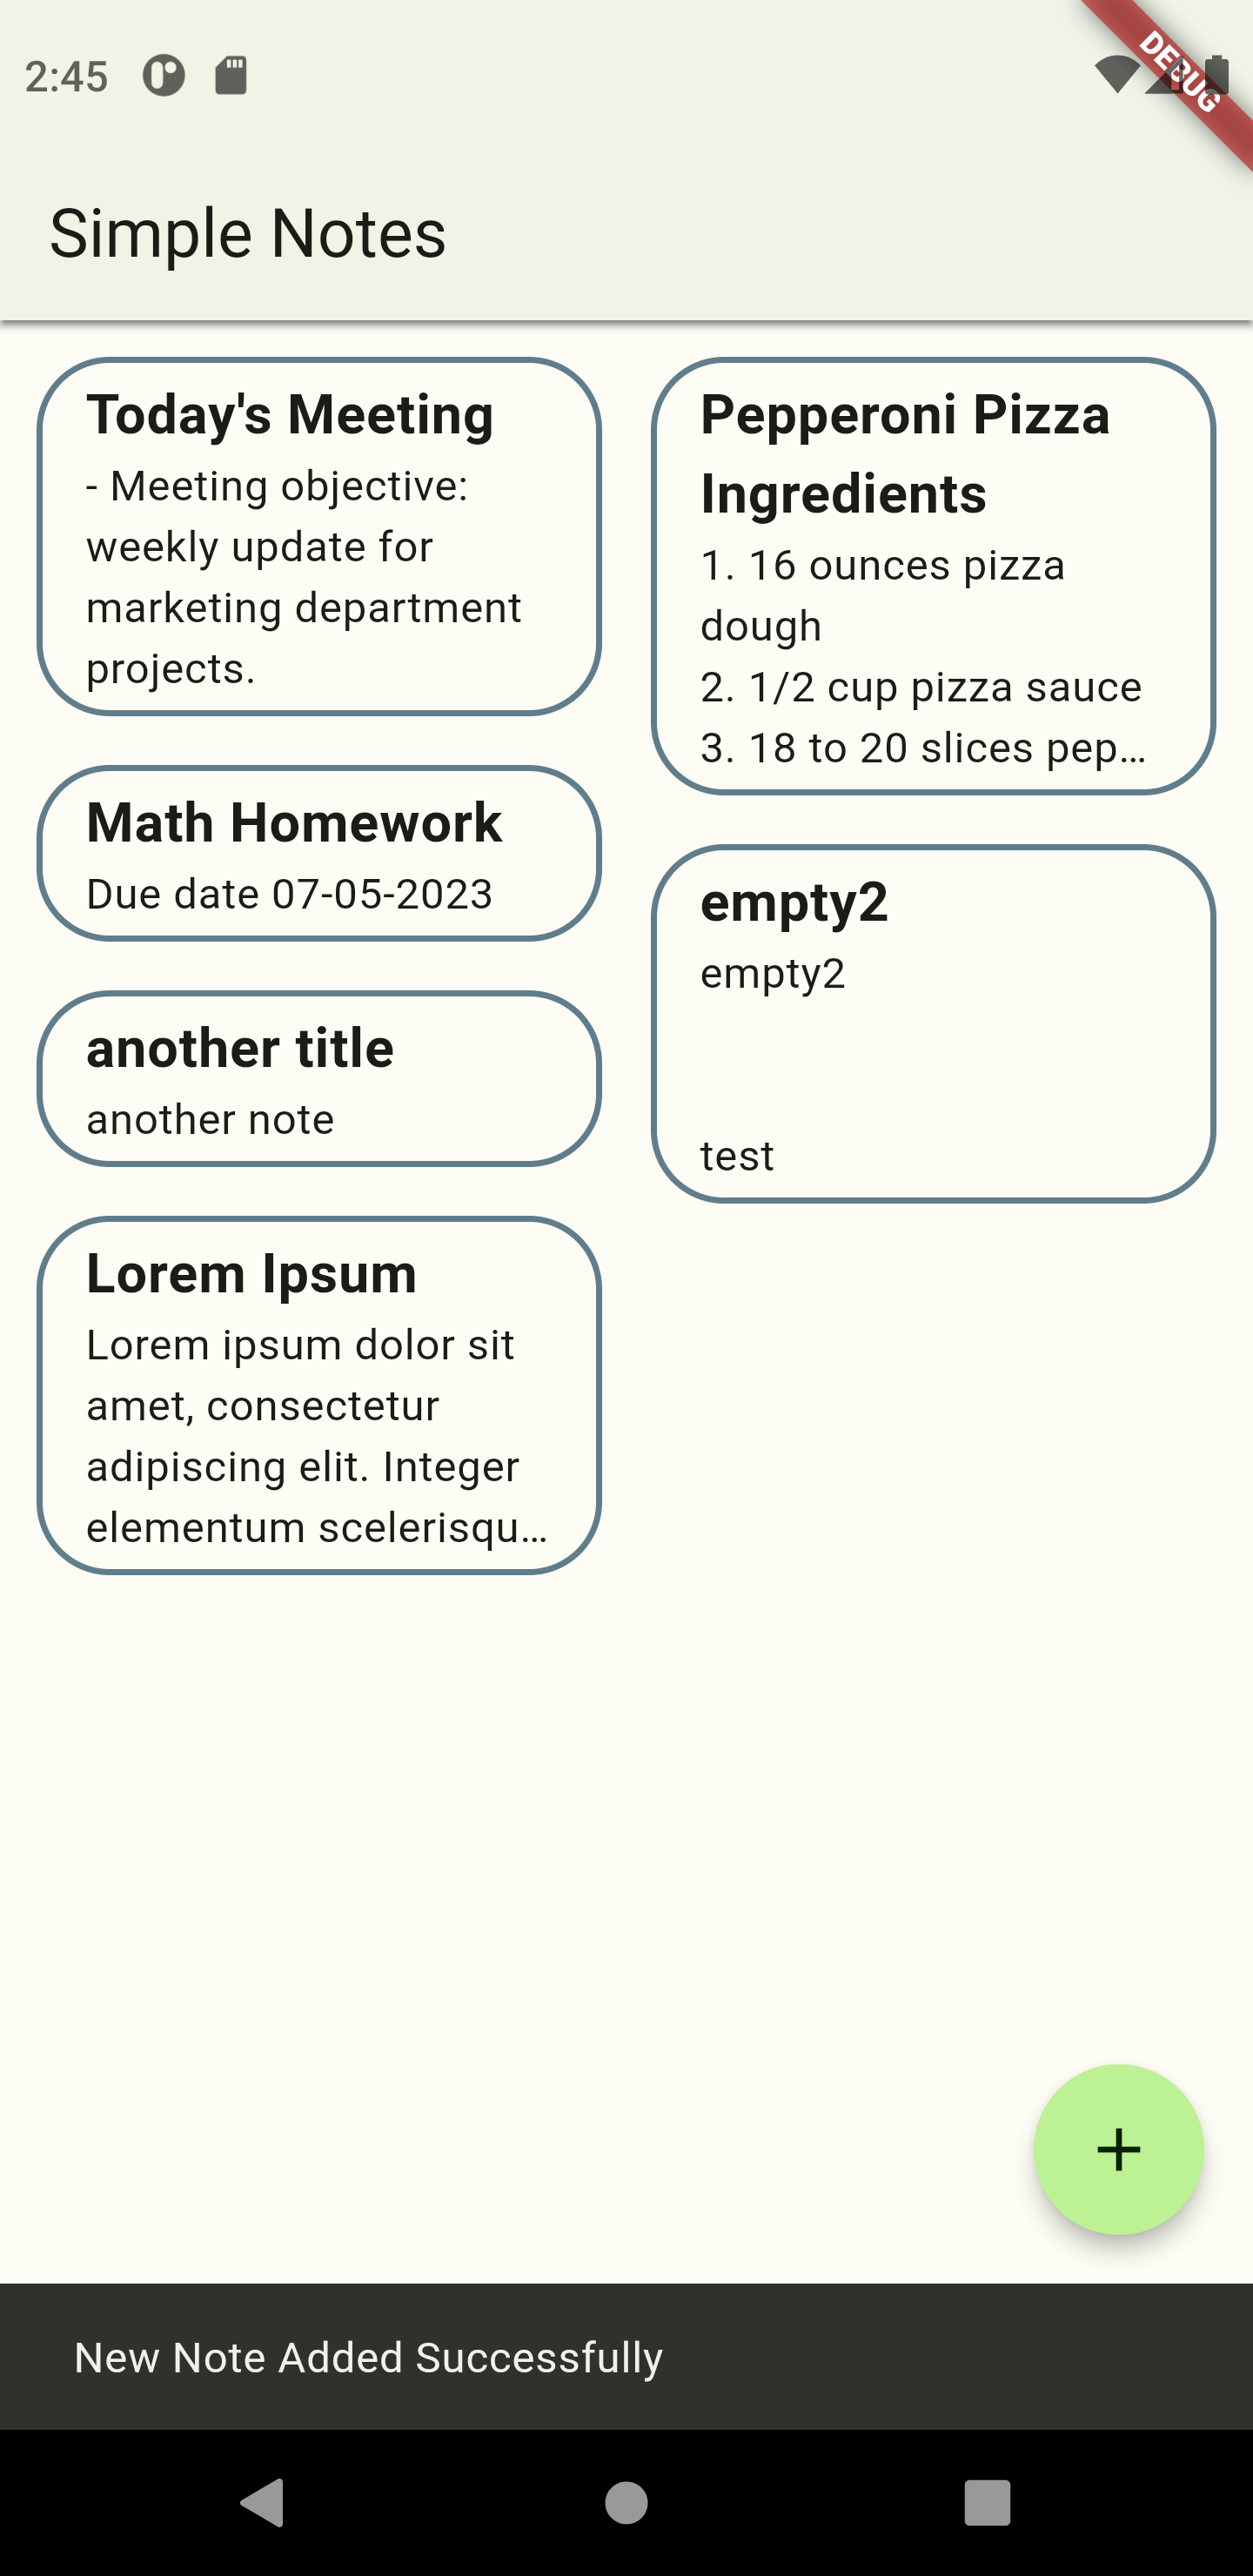 2:45
DEBUG
Simple Notes
Today's Meeting
- Meeting objective:
weekly update for
marketing department
projects.
Pepperoni Pizza
Ingredients
1. 16 ounces pizza
dough
2. 1/2 cup pizza sauce
3. 18 to 20 slices pep…
Math Homework
Due date 07-05-2023
empty2
empty2
test
another title
another note
Lorem Ipsum
Lorem ipsum dolor sit
amet, consectetur
adipiscing elit. Integer
elementum scelerisqu…
New Note Added Successfully